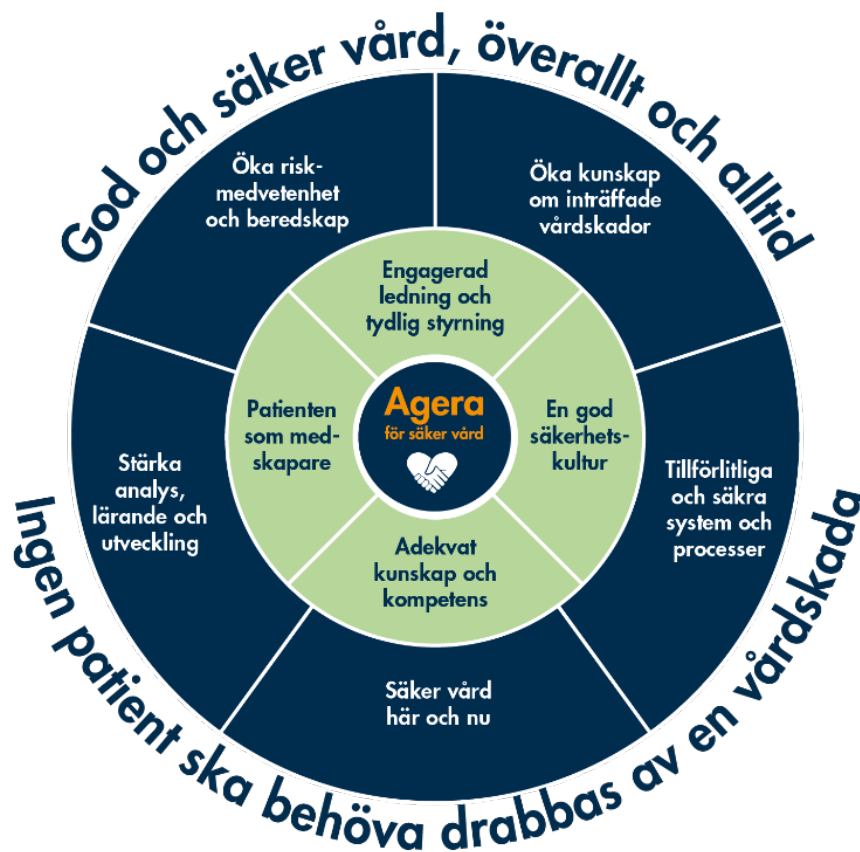 God och säker vård, överallt och alltid
Öka risk-
medvetenhet
och beredskap
Öka kunskap
om inträffade
vårdskador
Engagerad
ledning och
tydlig styrning
Patienten
som med-
skapare
Agera
för säker vård
En god
säkerhets-
kultur
Stärka
analys,
lärande och
utveckling
Tillförlitliga
och säkra
system och
processer
Adekvat
kunskap och
kompetens
Säker vård
här och nu
Ingen patient ska behöva drabbas av en vårdskada